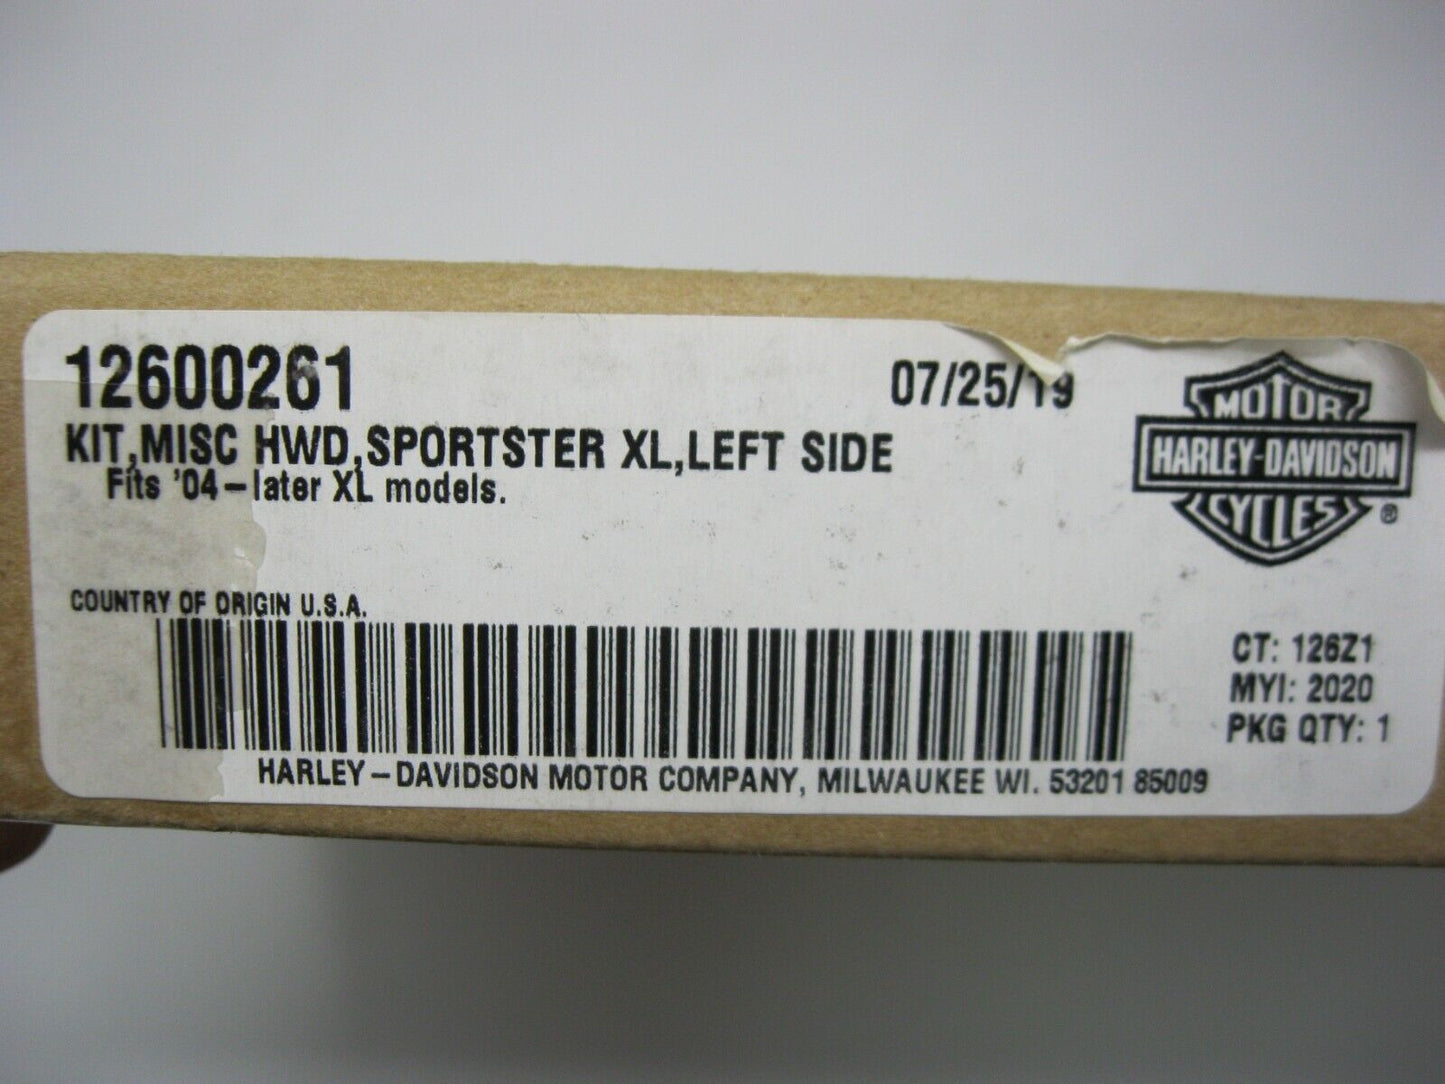 12600261
07/25/19
KIT,MISC HWD,SPORTSTER XL,LEFT SIDE
Fits '04-later XL models.
MOTOR
HARLEY-DAVIDSON
CYCLES
®
COUNTRY OF ORIGIN U.S.A.
CT: 126Z1
MYI: 2020
PKG QTY: 1
HARLEY-DAVIDSON MOTOR COMPANY, MILWAUKEE WI. 53201 85009